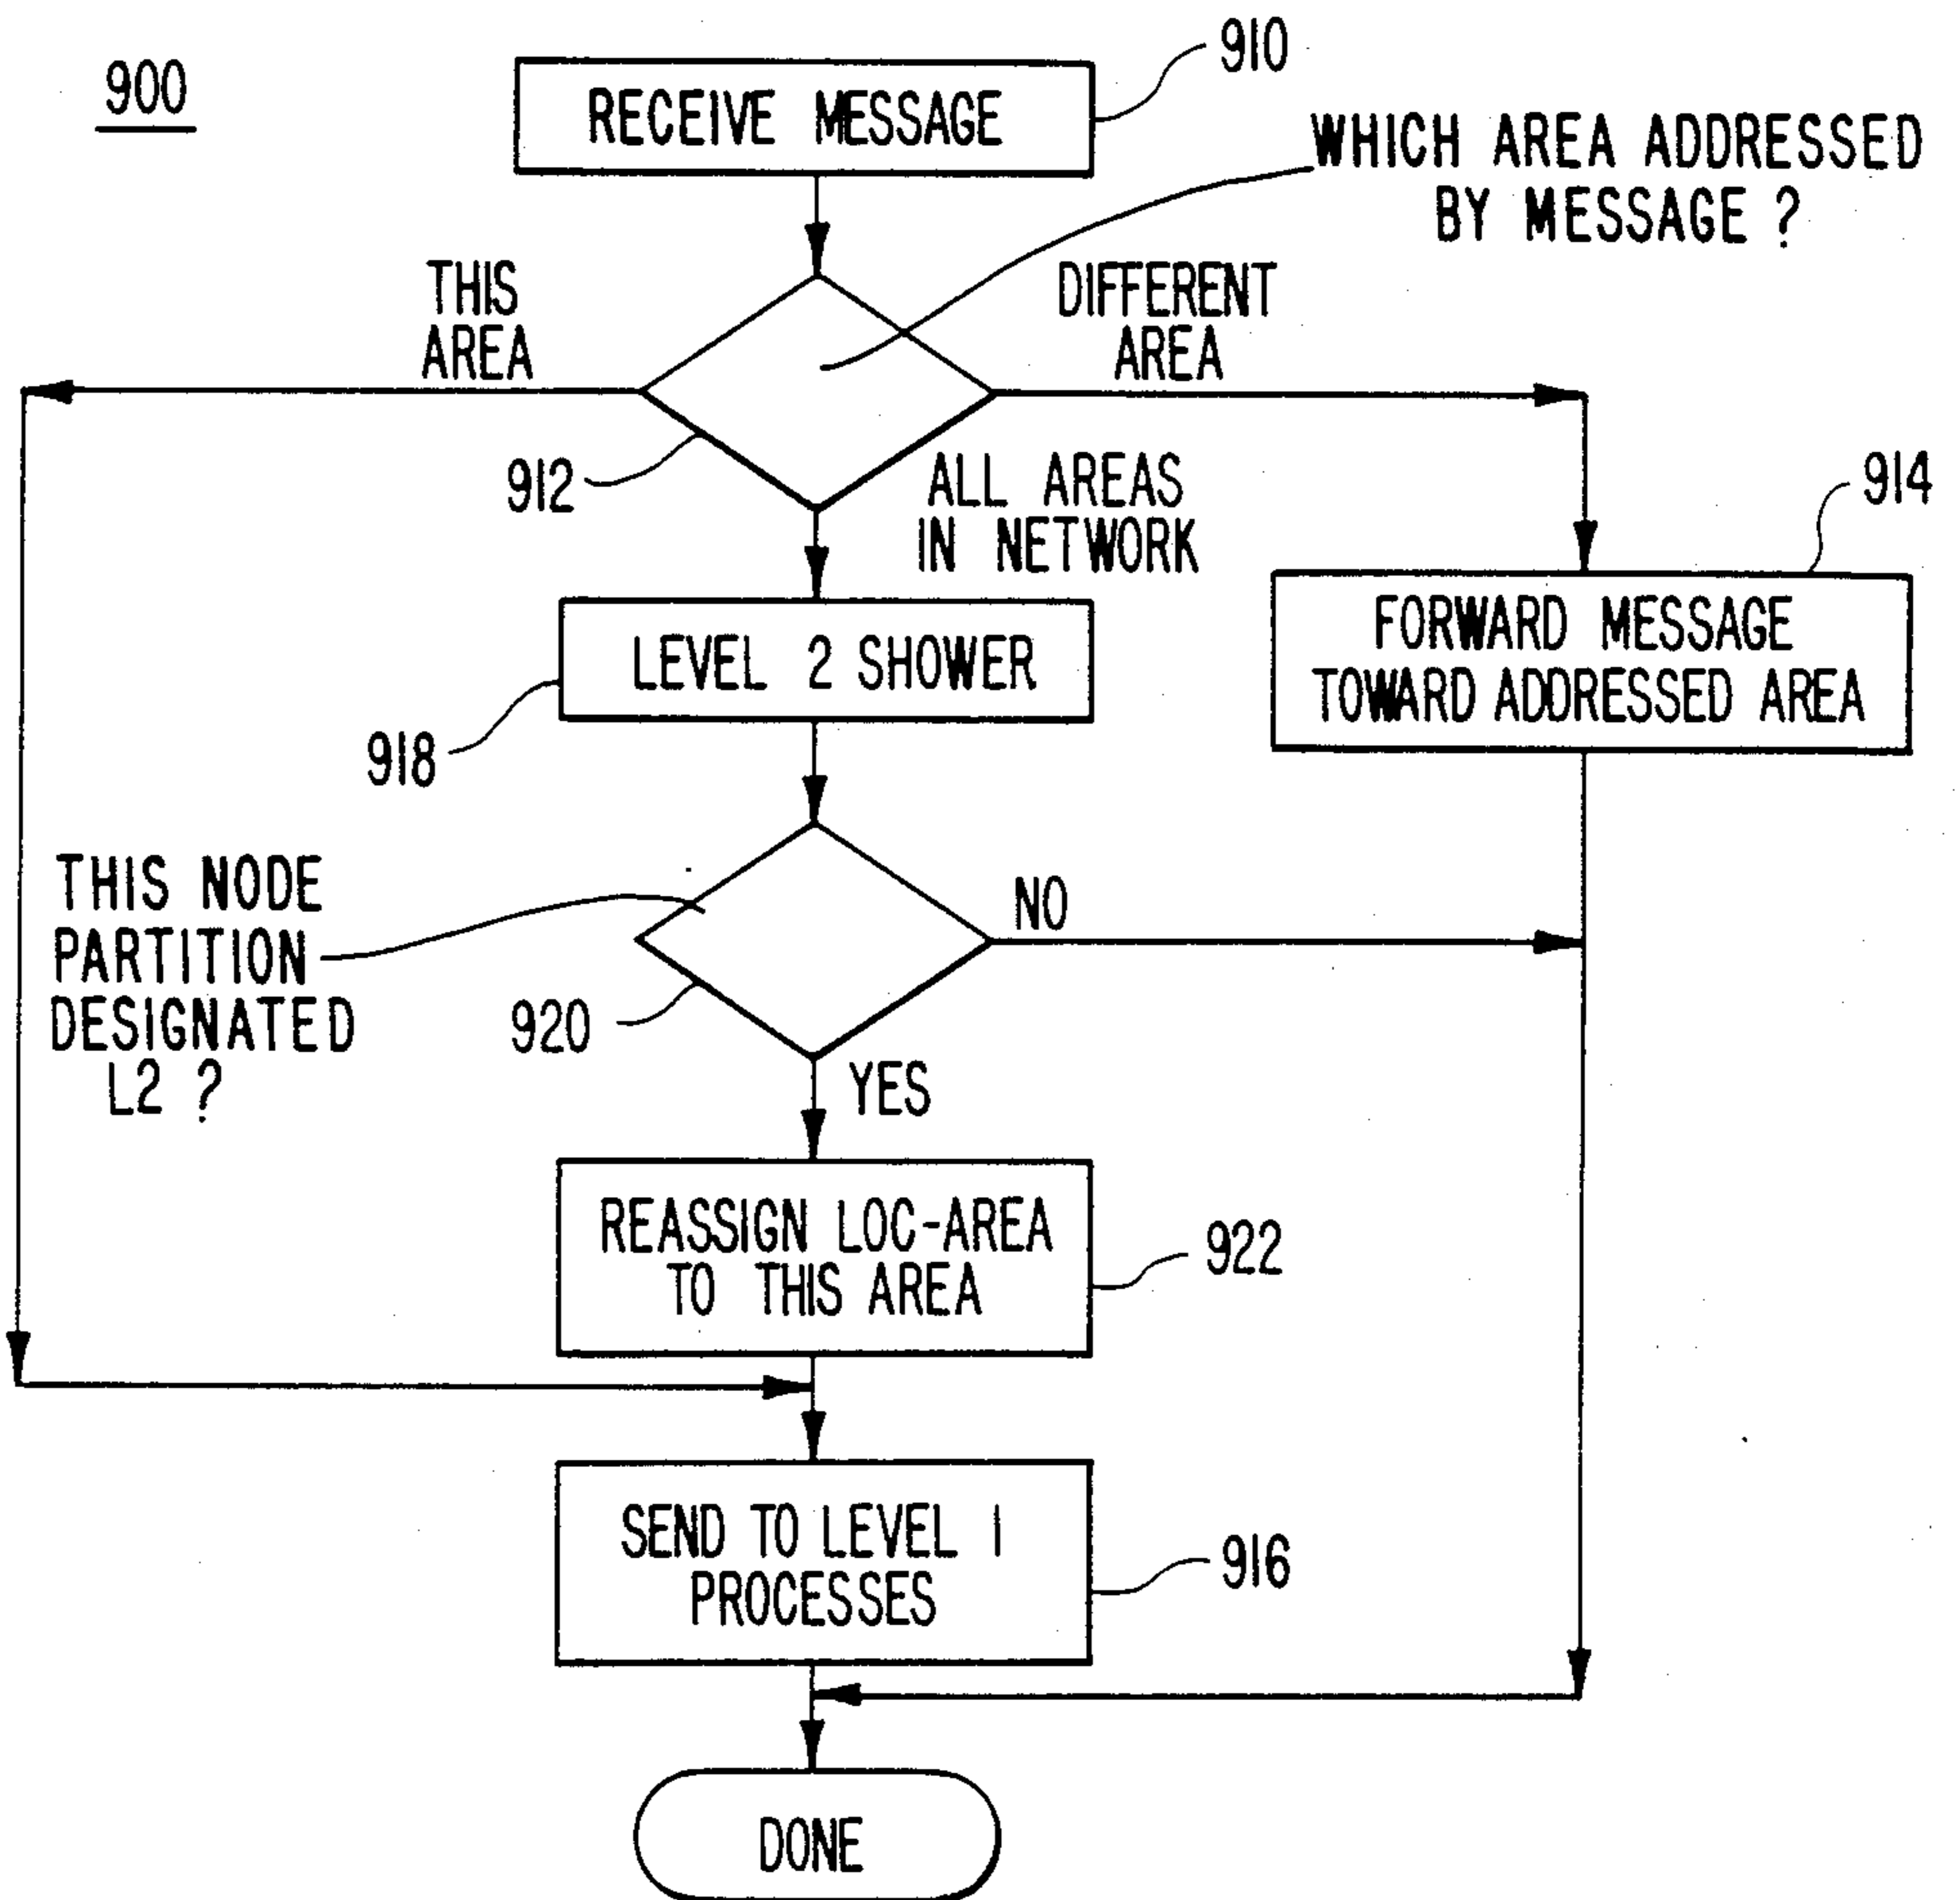 900
RECEIVE MESSAGE
910
WHICH AREA ADDRESSED
BY MESSAGE ?
THIS
AREA
DIFFERENT
AREA
912
ALL AREAS
IN NETWORK
914
LEVEL 2 SHOWER
FORWARD MESSAGE
TOWARD ADDRESSED AREA
918
THIS NODE
PARTITION
DESIGNATED
L2 ?
NO
920
YES
REASSIGN LOC-AREA
TO THIS AREA
922
SEND TO LEVEL 1
PROCESSES
916
DONE